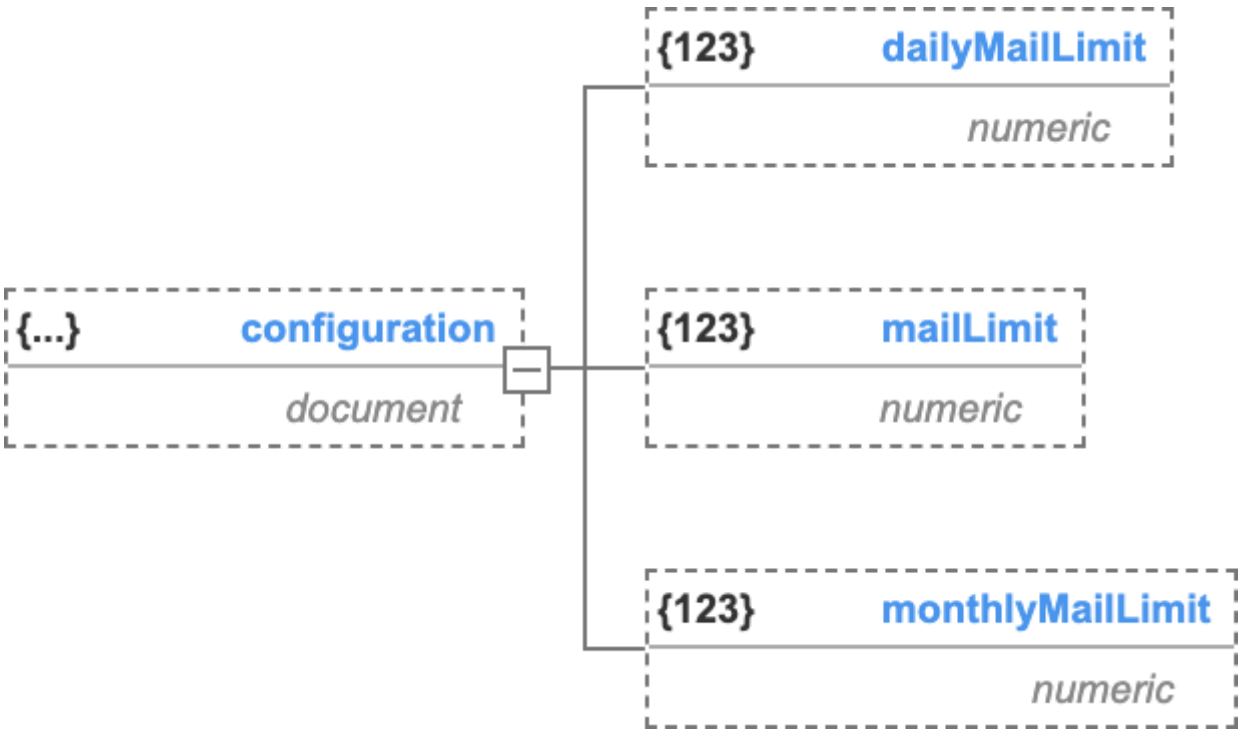 {123} dailyMailLimit
numeric
{...} configuration
document
{123} mailLimit
numeric
{123} monthlyMailLimit
numeric